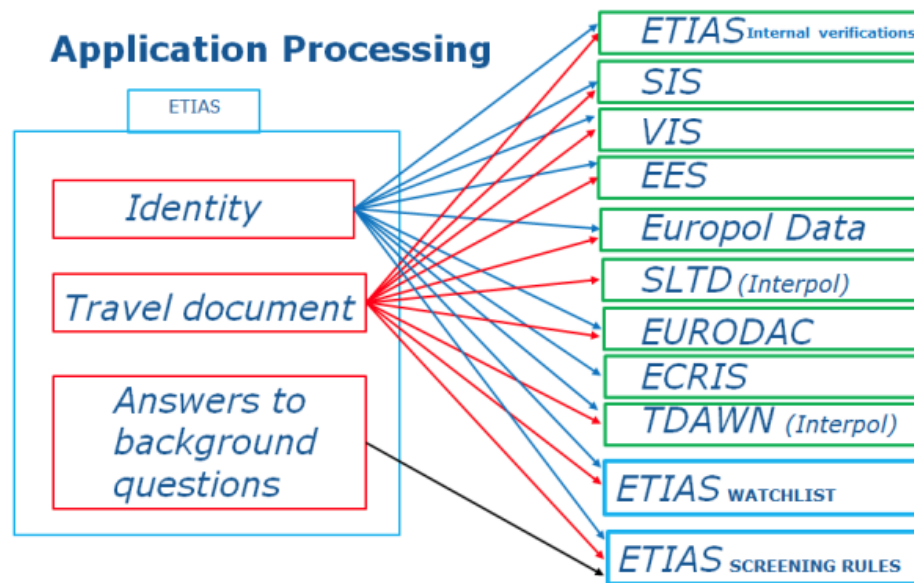 Application Processing
ETIAS
Identity
Travel document
Answers to
background
questions
ETIAS Internal verifications
SIS
VIS
EES
Europol Data
SLTD (Interpol)
EURODAC
ECRIS
TDAWN (Interpol)
ETIAS WATCHLIST
ETIAS SCREENING RULES